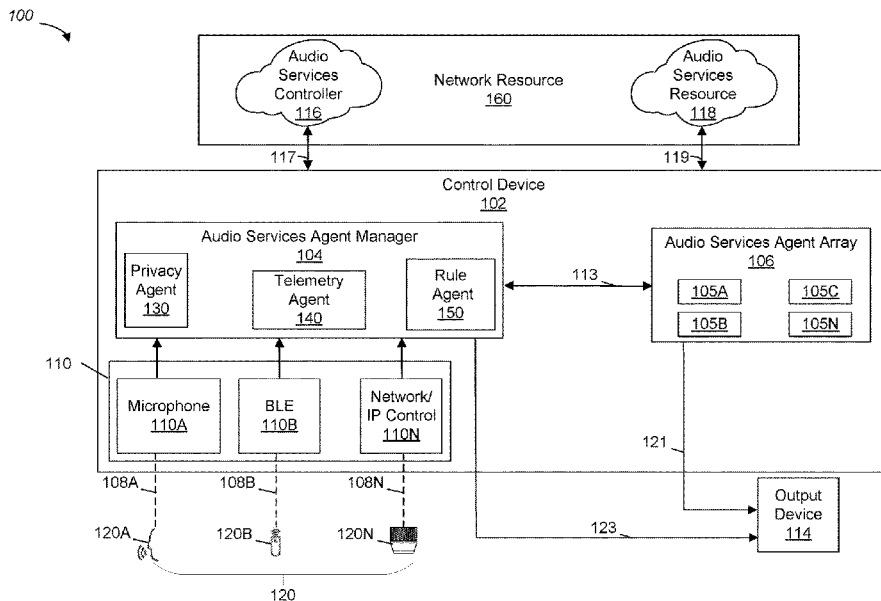 100
Audio
Services
Controller
116
Network Resource
160
Audio
Services
Resource
118
117
119
Control Device
102
Audio Services Agent Manager
104
Privacy
Agent
130
Telemetry
Agent
140
Rule
Agent
150
113
Audio Services Agent Array
106
105A
105C
105B
105N
110
Microphone
110A
BLE
110B
Network/
IP Control
110N
121
108A
108B
108N
Output
Device
114
120A
120B
120N
123
120